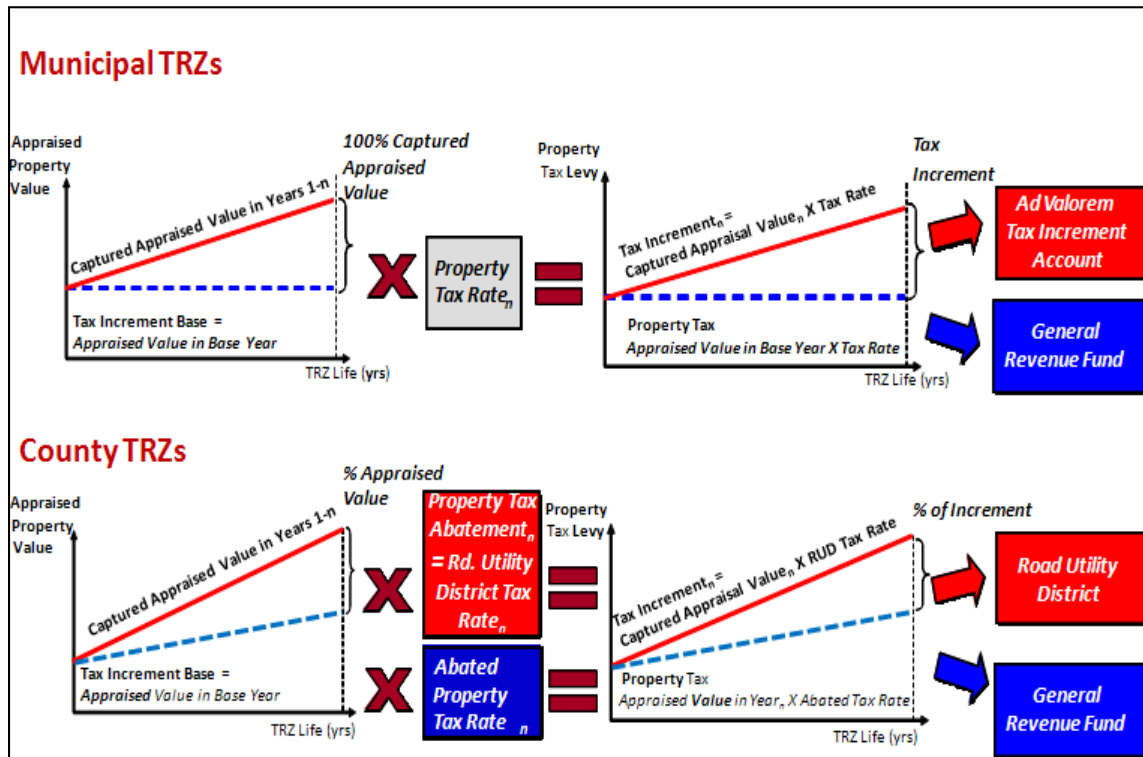 Municipal TRZs
Appraised
Property
Value
100% Captured
Appraised
Value
Captured Appraised Value in Years 1-n
Tax Increment Base =
Appraised Value in Base Year
TRZ Life (yrs)
X
Property
Tax Rate n
=
Property
Tax Levy
Tax Increment n =
Captured Appraisal Value n X Tax Rate
Property Tax
Appraised Value in Base Year X Tax Rate
TRZ Life (yrs)
Tax
Increment
Ad Valorem
Tax Increment
Account
General
Revenue Fund
County TRZs
Appraised
Property
Value
% Appraised
Value
Captured Appraised Value in Years 1-n
Tax Increment Base =
Appraised Value in Base Year
TRZ Life (yrs)
X
Property Tax
Abatement n
= Rd. Utility
District Tax
Rate n
=
X
Abated
Property
Tax Rate n
=
Property
Tax Levy
Tax Increment n =
Captured Appraisal Value n X RUD Tax Rate
Property Tax
Appraised Value in Year n X Abated Tax Rate
TRZ Life (yrs)
% of Increment
Road Utility
District
General
Revenue Fund